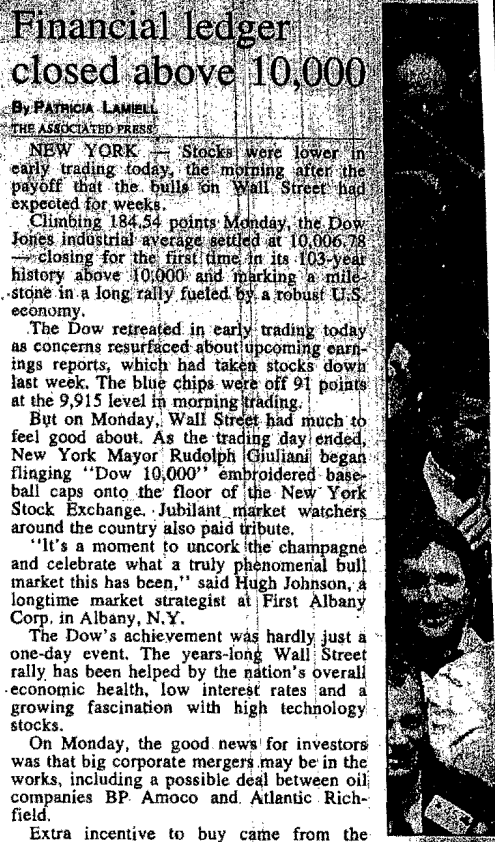 Financial ledger
closed above 10,000
By PATRICIA LAMIELL
THE ASSOCIATED PRESS
NEW YORK — Stocks were lower in
early trading today, the morning after the
payoff that the bulls on Wall Street had
expected for weeks.
Climbing 184.54 points Monday, the Dow
Jones industrial average settled at 10,006.78
— closing for the first time in its 103-year
history above 10,000 and marking a mile-
stone in a long rally fueled by a robust U.S.
economy.
The Dow retreated in early trading today
as concerns resurfaced about upcoming earn-
ings reports, which had taken stocks down
last week. The blue chips were off 91 points
at the 9,915 level in morning trading.
But on Monday, Wall Street had much to
feel good about. As the trading day ended,
New York Mayor Rudolph Giuliani began
flinging "Dow 10,000" embroidered base-
ball caps onto the floor of the New York
Stock Exchange. Jubilant market watchers
around the country also paid tribute.
"It's a moment to uncork the champagne
and celebrate what a truly phenomenal bull
market this has been," said Hugh Johnson, a
longtime market strategist at First Albany
Corp. in Albany, N.Y.
The Dow's achievement was hardly just a
one-day event. The years-long Wall Street
rally has been helped by the nation's overall
economic health, low interest rates and a
growing fascination with high technology
stocks.
On Monday, the good news for investors
was that big corporate mergers may be in the
works, including a possible deal between oil
companies BP Amoco and Atlantic Rich-
field.
Extra incentive to buy came from the